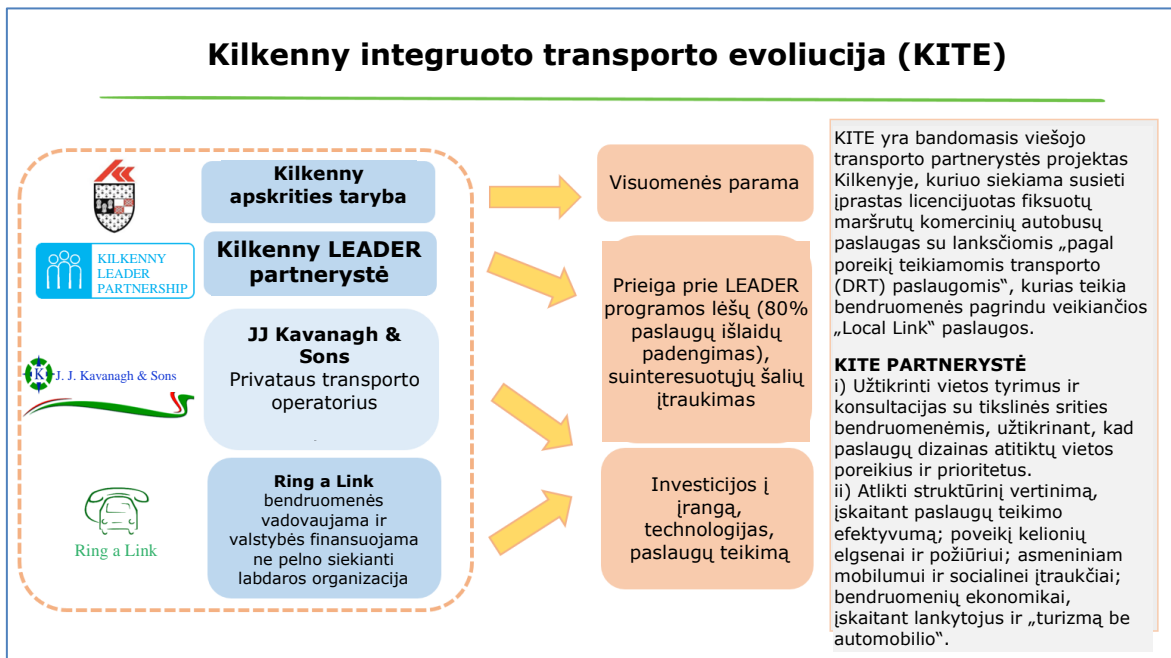 Kilkenny integruoto transporto evoliucija (KITE)
Kilkenny
apskrities taryba
KILKENNY
LEADER
PARTNERSHIP
Kilkenny LEADER
partnerystė
K
J. J. Kavanagh & Sons
JJ Kavanagh &
Sons
Privataus transporto
operatorius
.
Ring a Link
Ring a Link
bendruomenės
vadovaujama ir
valstybės finansuojama
ne pelno siekianti
labdaros organizacija
Visuomenės parama
Prieiga prie LEADER
programos lėšų (80%
paslaugų išlaidų
padengimas),
suinteresuotųjų šalių
įtraukimas
Investicijos į
įrangą,
technologijas,
paslaugų teikimą
KITE yra bandomasis viešojo
transporto partnerystės projektas
Kilkenyje, kuriuo siekiama susieti
įprastas licencijuotas fiksuotų
maršrutų komercinių autobusų
paslaugas su lanksčiomis „pagal
poreikį teikiamomis transporto
(DRT) paslaugomis“, kurias teikia
bendruomenės pagrindu veikiančios
„Local Link“ paslaugos.
KITE PARTNERYSTĖ
i) Užtikrinti vietos tyrimus ir
konsultacijas su tikslinės srities
bendruomenėmis, užtikrinant, kad
paslaugų dizainas atitiktų vietos
poreikius ir prioritetus.
ii) Atlikti struktūrinį vertinimą,
įskaitant paslaugų teikimo
efektyvumą; poveikį kelionių
elgsenai ir požiūriui; asmeniniam
mobilumui ir socialinei įtraukčiai;
bendruomenių ekonomikai,
įskaitant lankytojus ir „turizmą be
automobilio“.